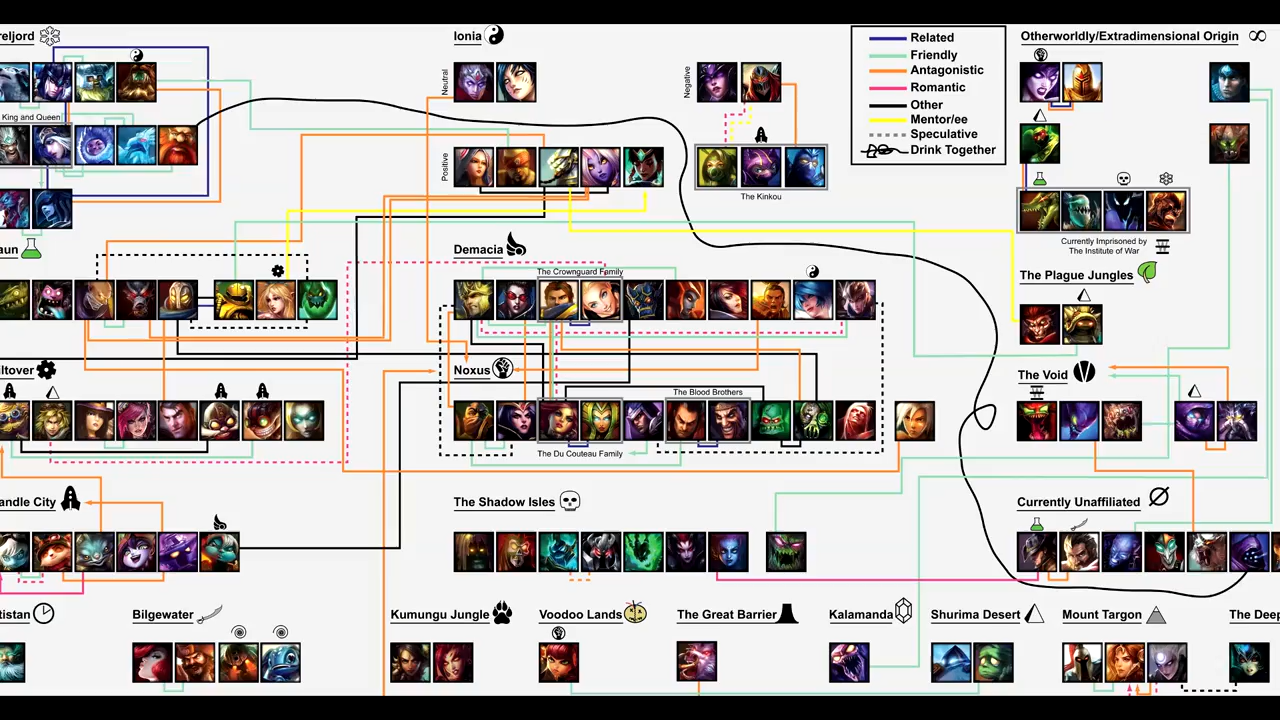 reljord
Ionia
Otherworldly/Extradimensional Origin
Related
Friendly
Antagonistic
Romantic
Other
Mentor/ee
Speculative
Drink Together
Neutral
Negative
King and Queen
Positive
The Kinkou
Currently Imprisoned by
The Institute of War
aun
Demacia
The Crownguard Family
The Plague Jungles
iltover
Noxus
The Void
The Blood Brothers
The Du Couteau Family
andle City
The Shadow Isles
Currently Unaffiliated
tistan
Bilgewater
Kumungu Jungle
Voodoo Lands
The Great Barrier
Kalamanda
Shurima Desert
Mount Targon
The Deep